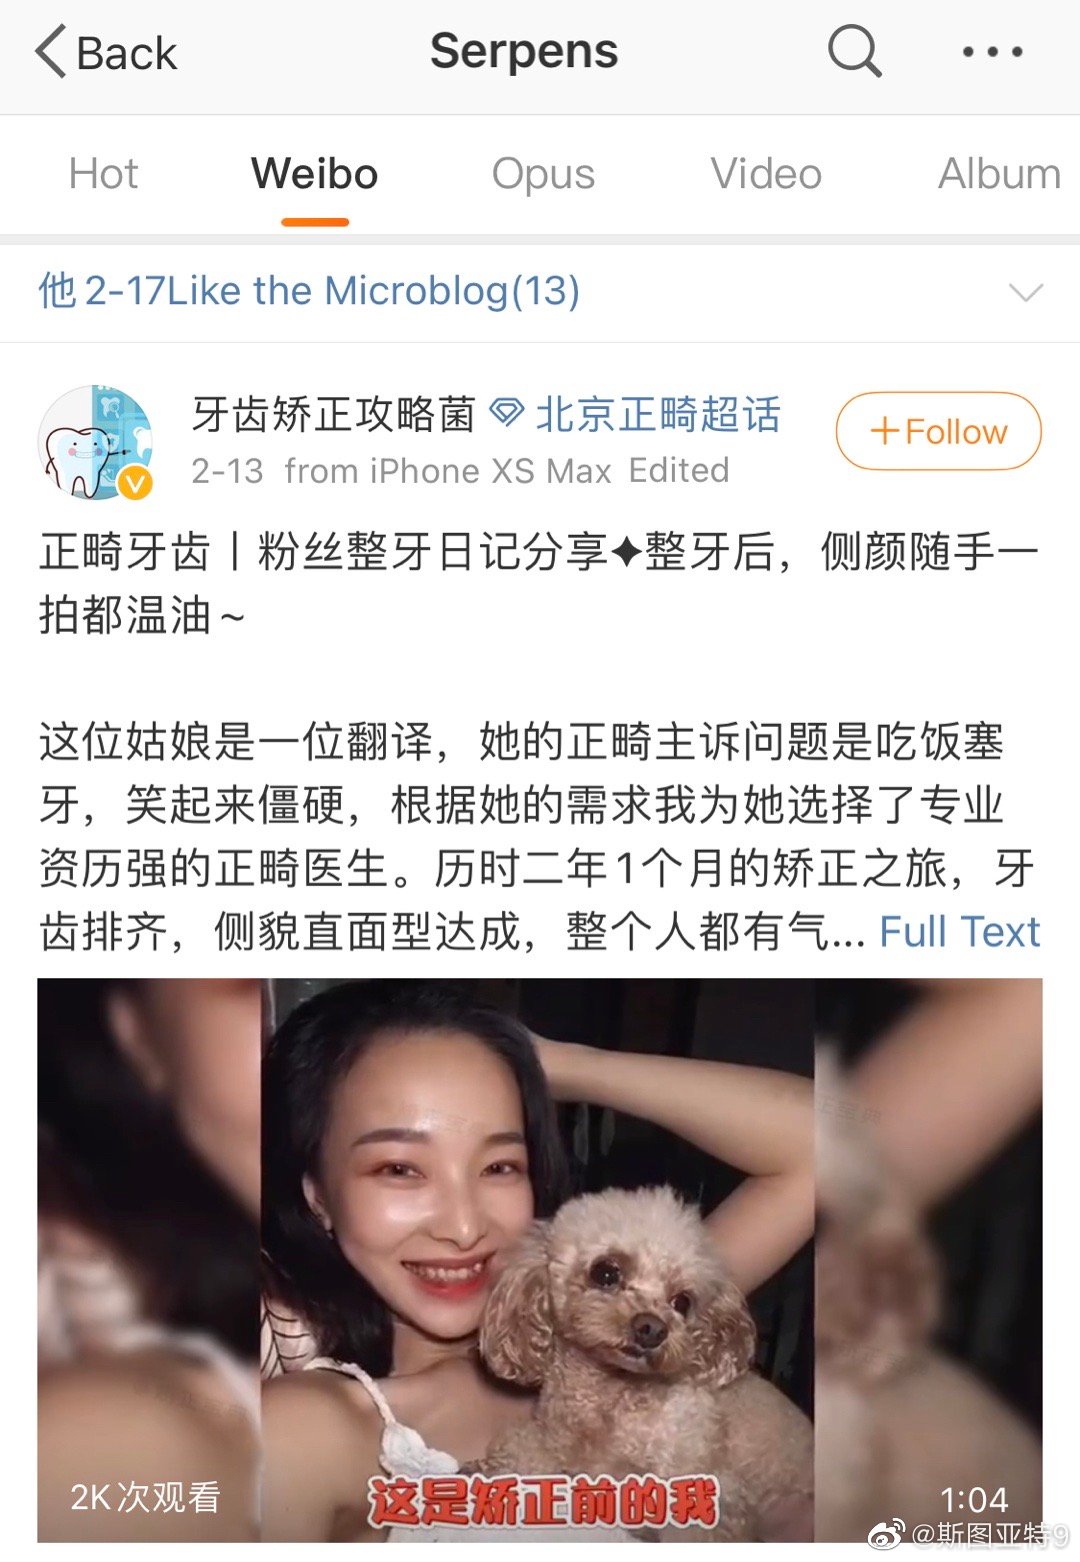 Back
Serpens
Hot
Weibo
Opus
Video
Album
他2-17Like the Microblog(13)
牙齿矫正攻略菌 北京正畸超话
+Follow
2-13 from iPhone XS Max Edited
正畸牙齿丨粉丝整牙日记分享✦整牙后，侧颜随手一
拍都温油~
这位姑娘是一位翻译，她的正畸主诉问题是吃饭塞
牙，笑起来僵硬，根据她的需求我为她选择了专业
资历强的正畸医生。历时二年1个月的矫正之旅，牙
齿排齐，侧貌直面型达成，整个人都有气... Full Text
这是矫正前的我
2K次观看
1:04
@斯图亚特9